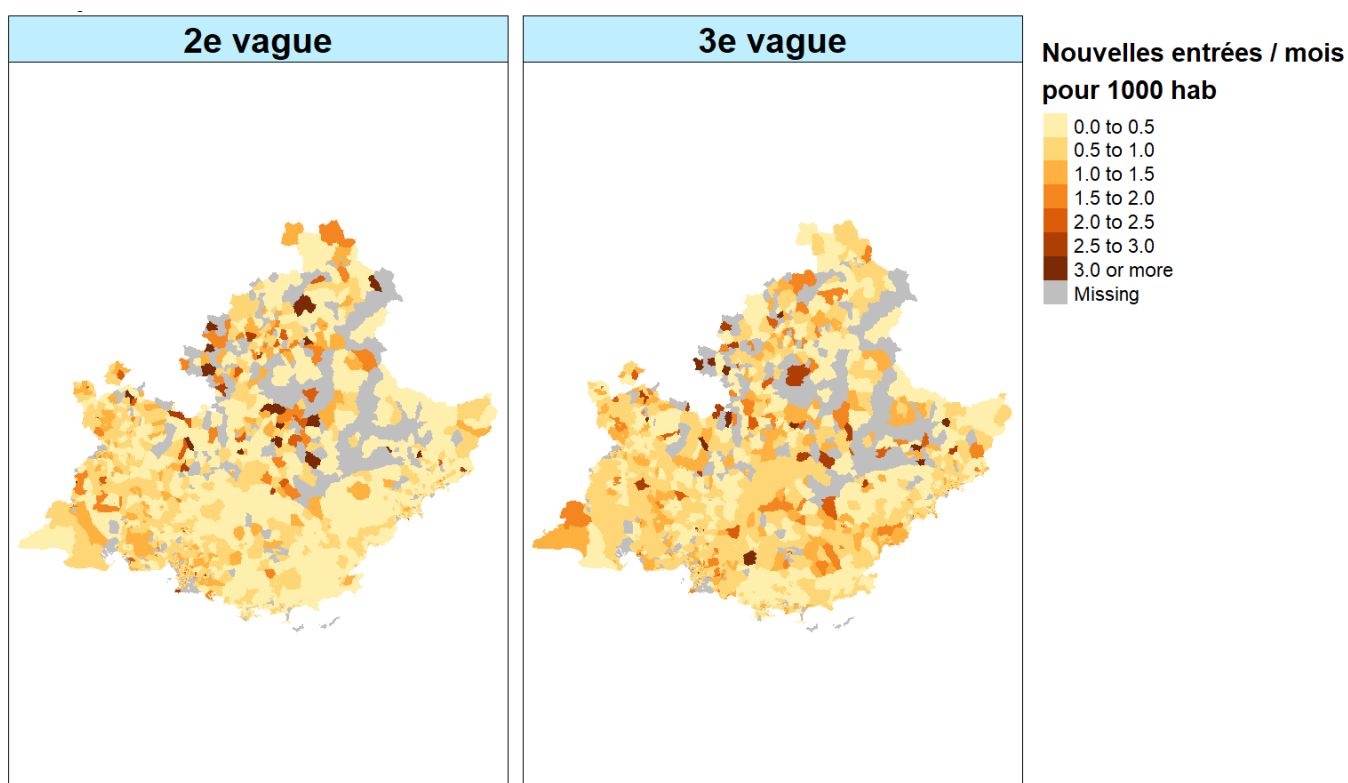 2e vague
3e vague
Nouvelles entrées / mois
pour 1000 hab
0.0 to 0.5
0.5 to 1.0
1.0 to 1.5
1.5 to 2.0
2.0 to 2.5
2.5 to 3.0
3.0 or more
Missing